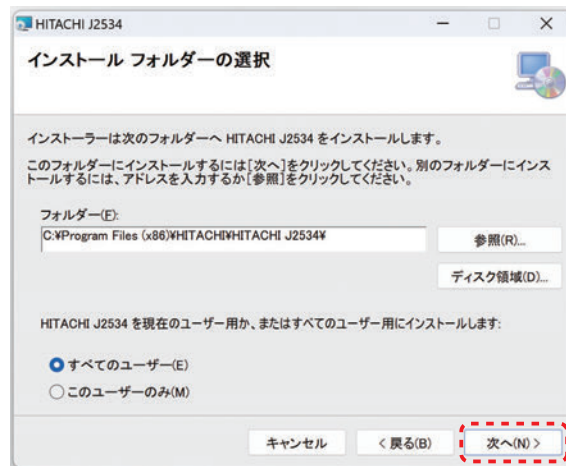 HITACHI J2534
インストール フォルダーの選択
インストーラーは次のフォルダーへ HITACHI J2534 をインストールします。
このフォルダーにインストールするには[次へ]をクリックしてください。別のフォルダーにインス
トールするには、アドレスを入力するか[参照]をクリックしてください。
フォルダー(F):
C:¥Program Files (x86)¥HITACHI¥HITACHI J2534¥
参照(R)...
ディスク領域(D)...
HITACHI J2534 を現在のユーザー用か、またはすべてのユーザー用にインストールします:
すべてのユーザー(E)
このユーザーのみ(M)
キャンセル
< 戻る(B)
次へ(N) >